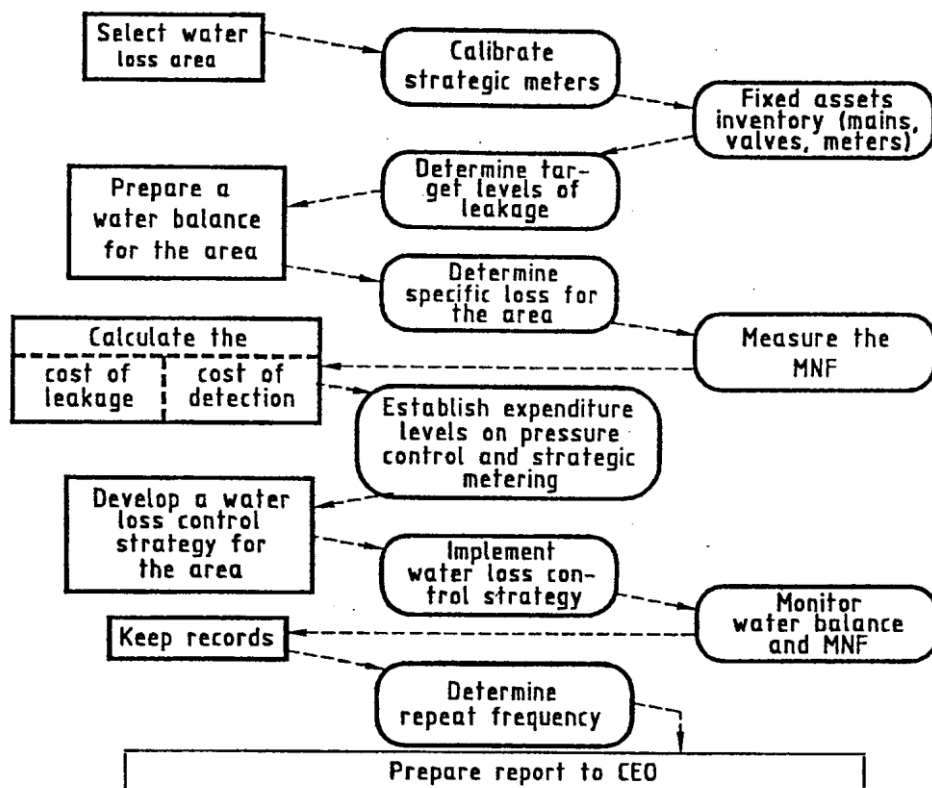 Select water
loss area
Calibrate
strategic meters
Fixed assets
inventory (mains,
valves, meters)
Determine tar-
get levels of
leakage
Prepare a
water balance
for the area
Determine
specific loss for
the area
Measure the
MNF
Calculate the
cost of
leakage
cost of
detection
Establish expenditure
levels on pressure
control and strategic
metering
Develop a water
loss control
strategy for
the area
Implement
water loss con-
trol strategy
Monitor
water balance
and MNF
Keep records
Determine
repeat frequency
Prepare report to CEO